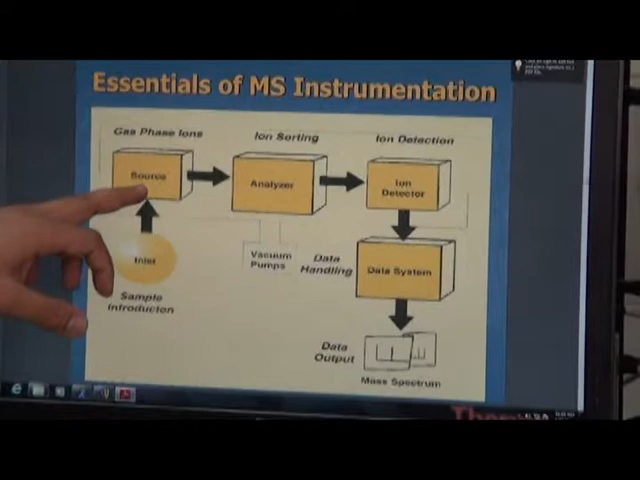 Essentials of MS Instrumentation
Gas Phase Ions
Ion Sorting
Ion Detection
Source
Analyzer
Ion
Detector
Inlet
Vacuum
Pumps
Data
Handling
Data System
Sample
Introduction
Data
Output
Mass Spectrum